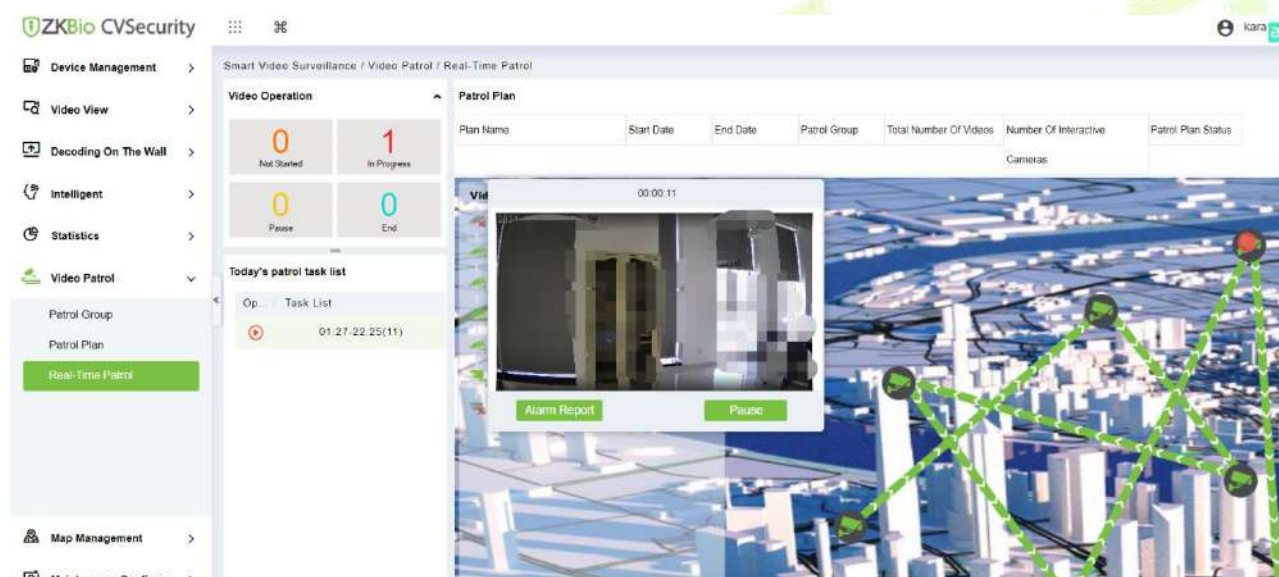 ZKBio CVSecurity
kara
Device Management
Video View
Decoding On The Wall
Intelligent
Statistics
Video Patrol
Patrol Group
Patrol Plan
Real-Time Patrol
Map Management
Smart Video Surveillance / Video Patrol / Real-Time Patrol
Video Operation
0
Not Started
1
In Progress
0
Pause
0
End
Today's patrol task list
Op... Task List
01:27-22:25(11)
Patrol Plan
Plan Name Start Date End Date Patrol Group Total Number Of Videos Number Of Interactive Cameras Patrol Plan Status
Vid
00:00:11
Alarm Report
Pause